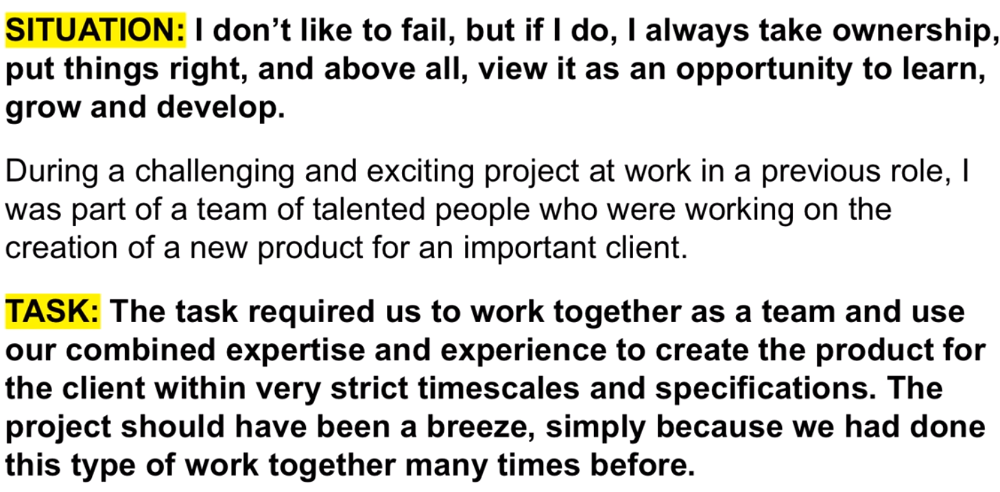 SITUATION: I don’t like to fail, but if I do, I always take ownership,
put things right, and above all, view it as an opportunity to learn,
grow and develop.
During a challenging and exciting project at work in a previous role, I
was part of a team of talented people who were working on the
creation of a new product for an important client.
TASK: The task required us to work together as a team and use
our combined expertise and experience to create the product for
the client within very strict timescales and specifications. The
project should have been a breeze, simply because we had done
this type of work together many times before.